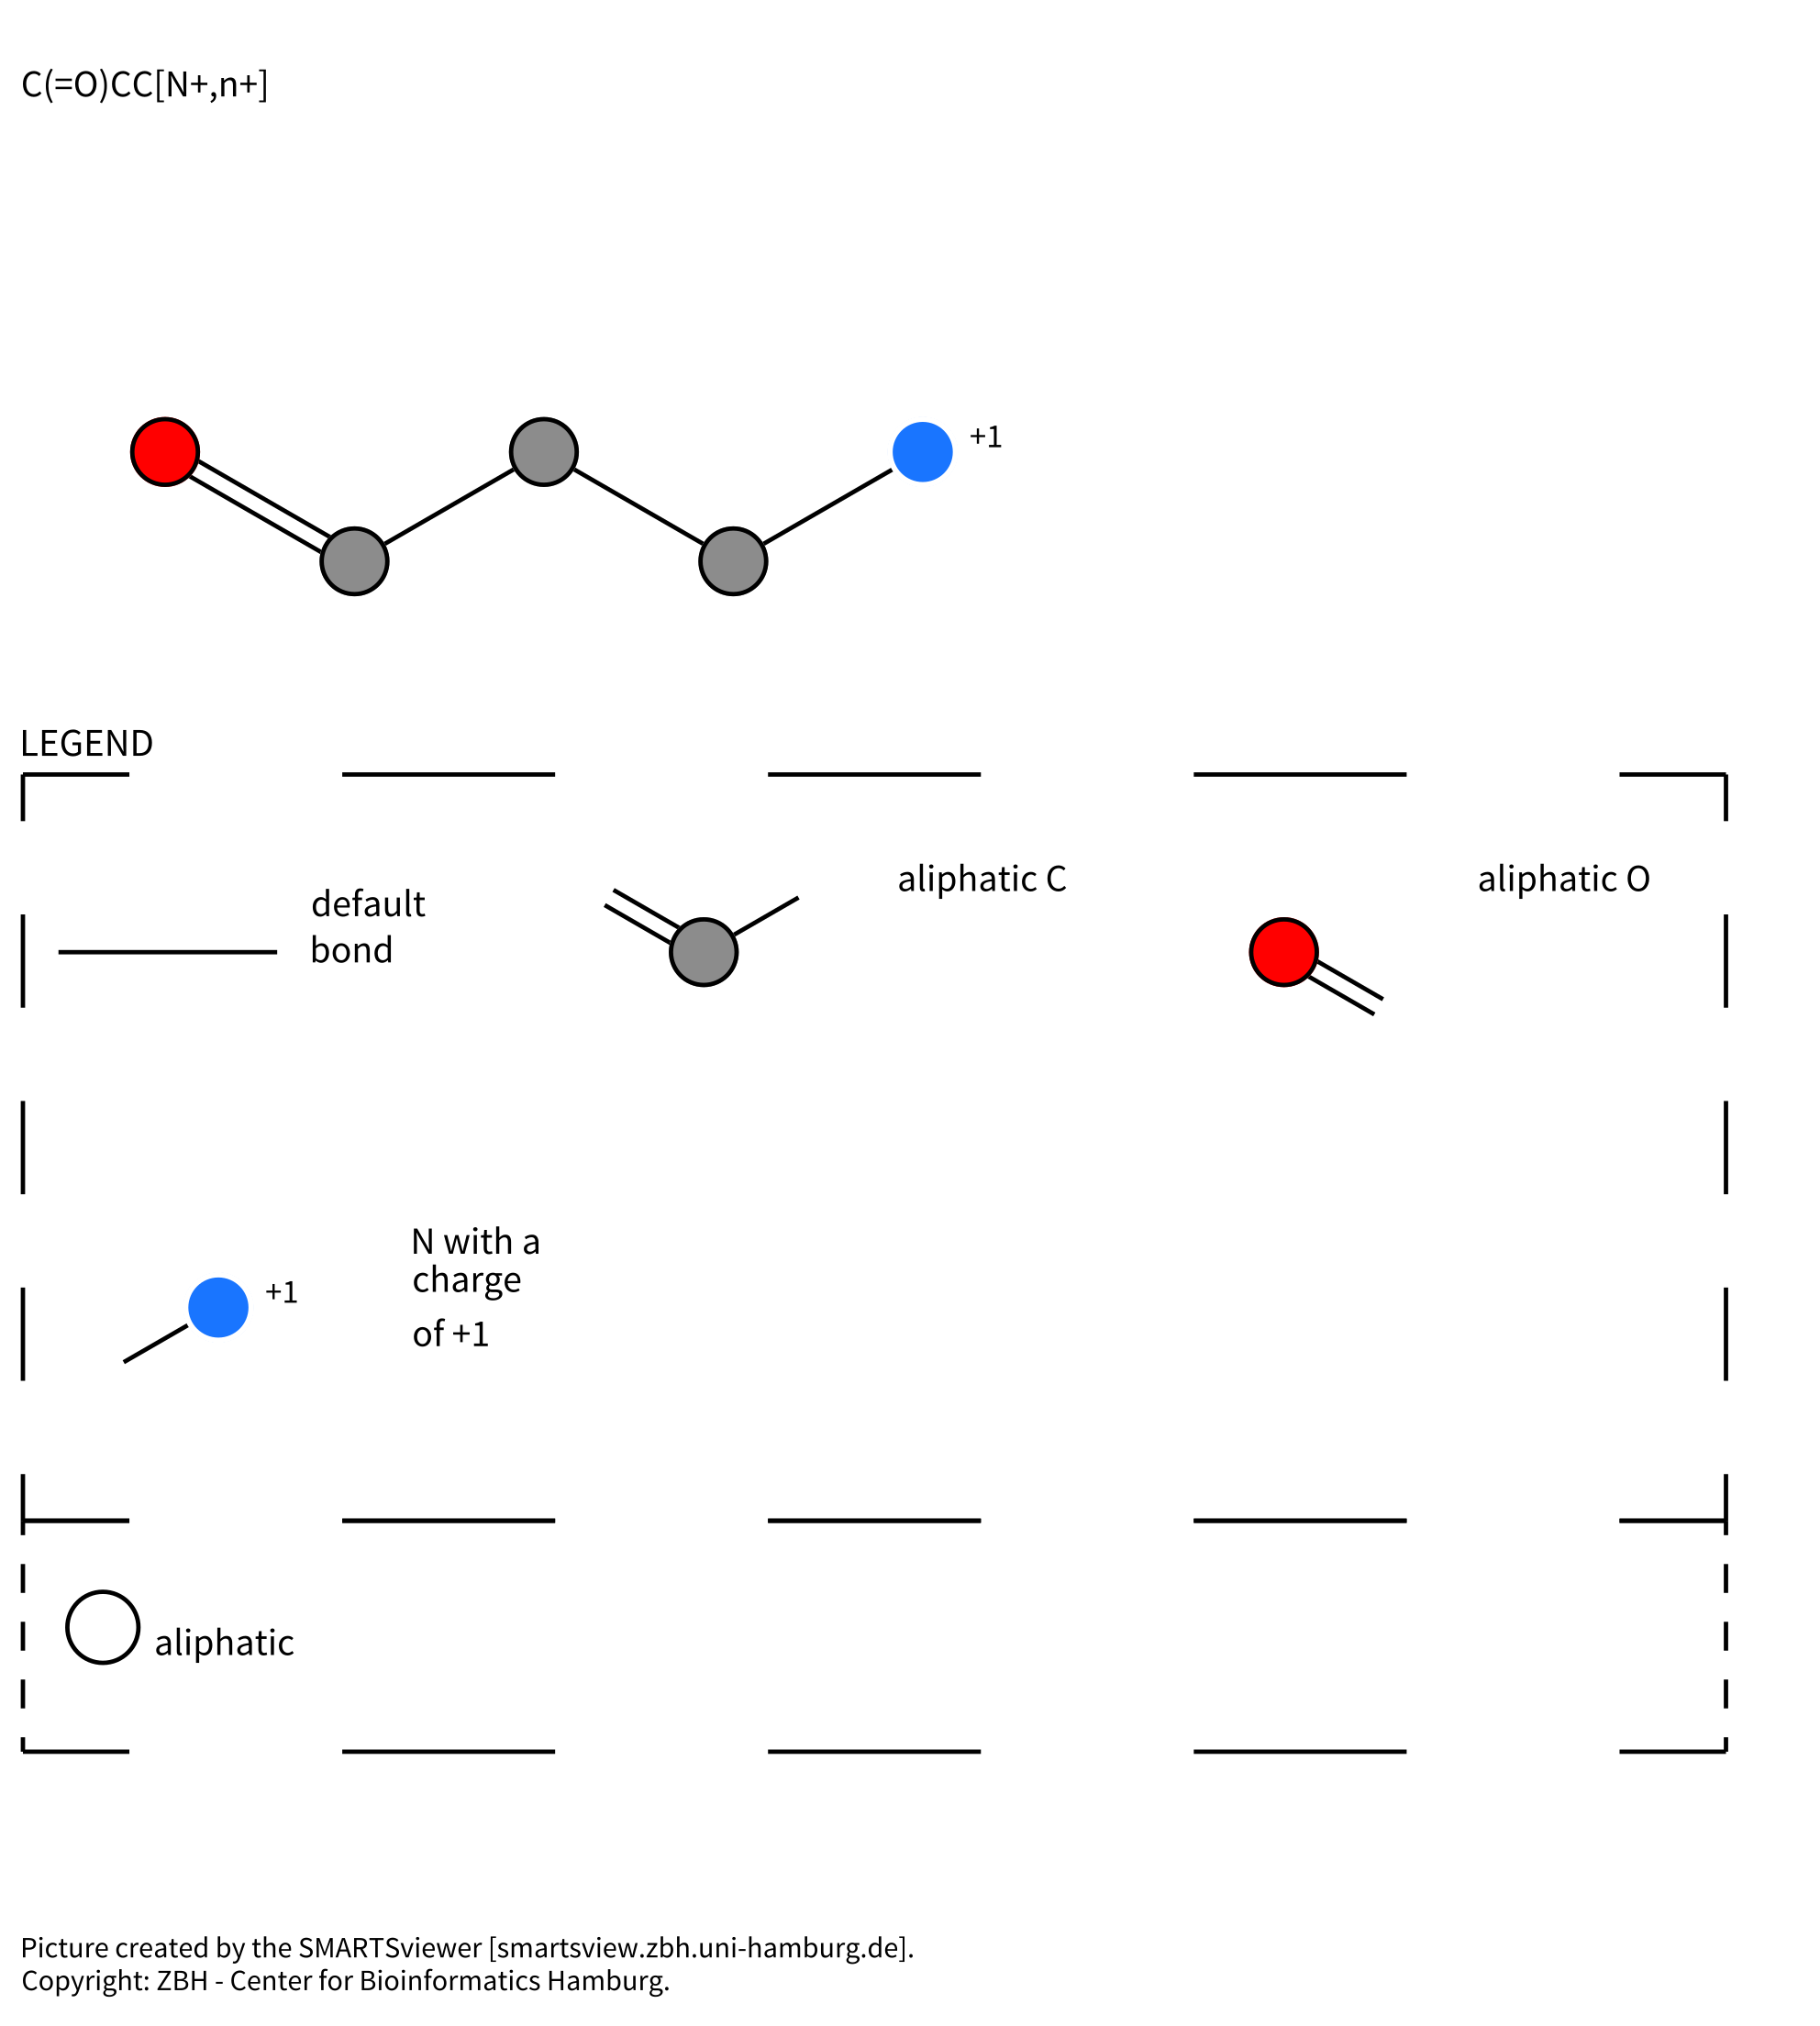 C(=O)CC[N+,n+]
+1
LEGEND
default
bond
aliphatic C
aliphatic O
+1
N with a
charge
of +1
aliphatic
Picture created by the SMARTSviewer [smartsview.zbh.uni-hamburg.de].
Copyright: ZBH - Center for Bioinformatics Hamburg.